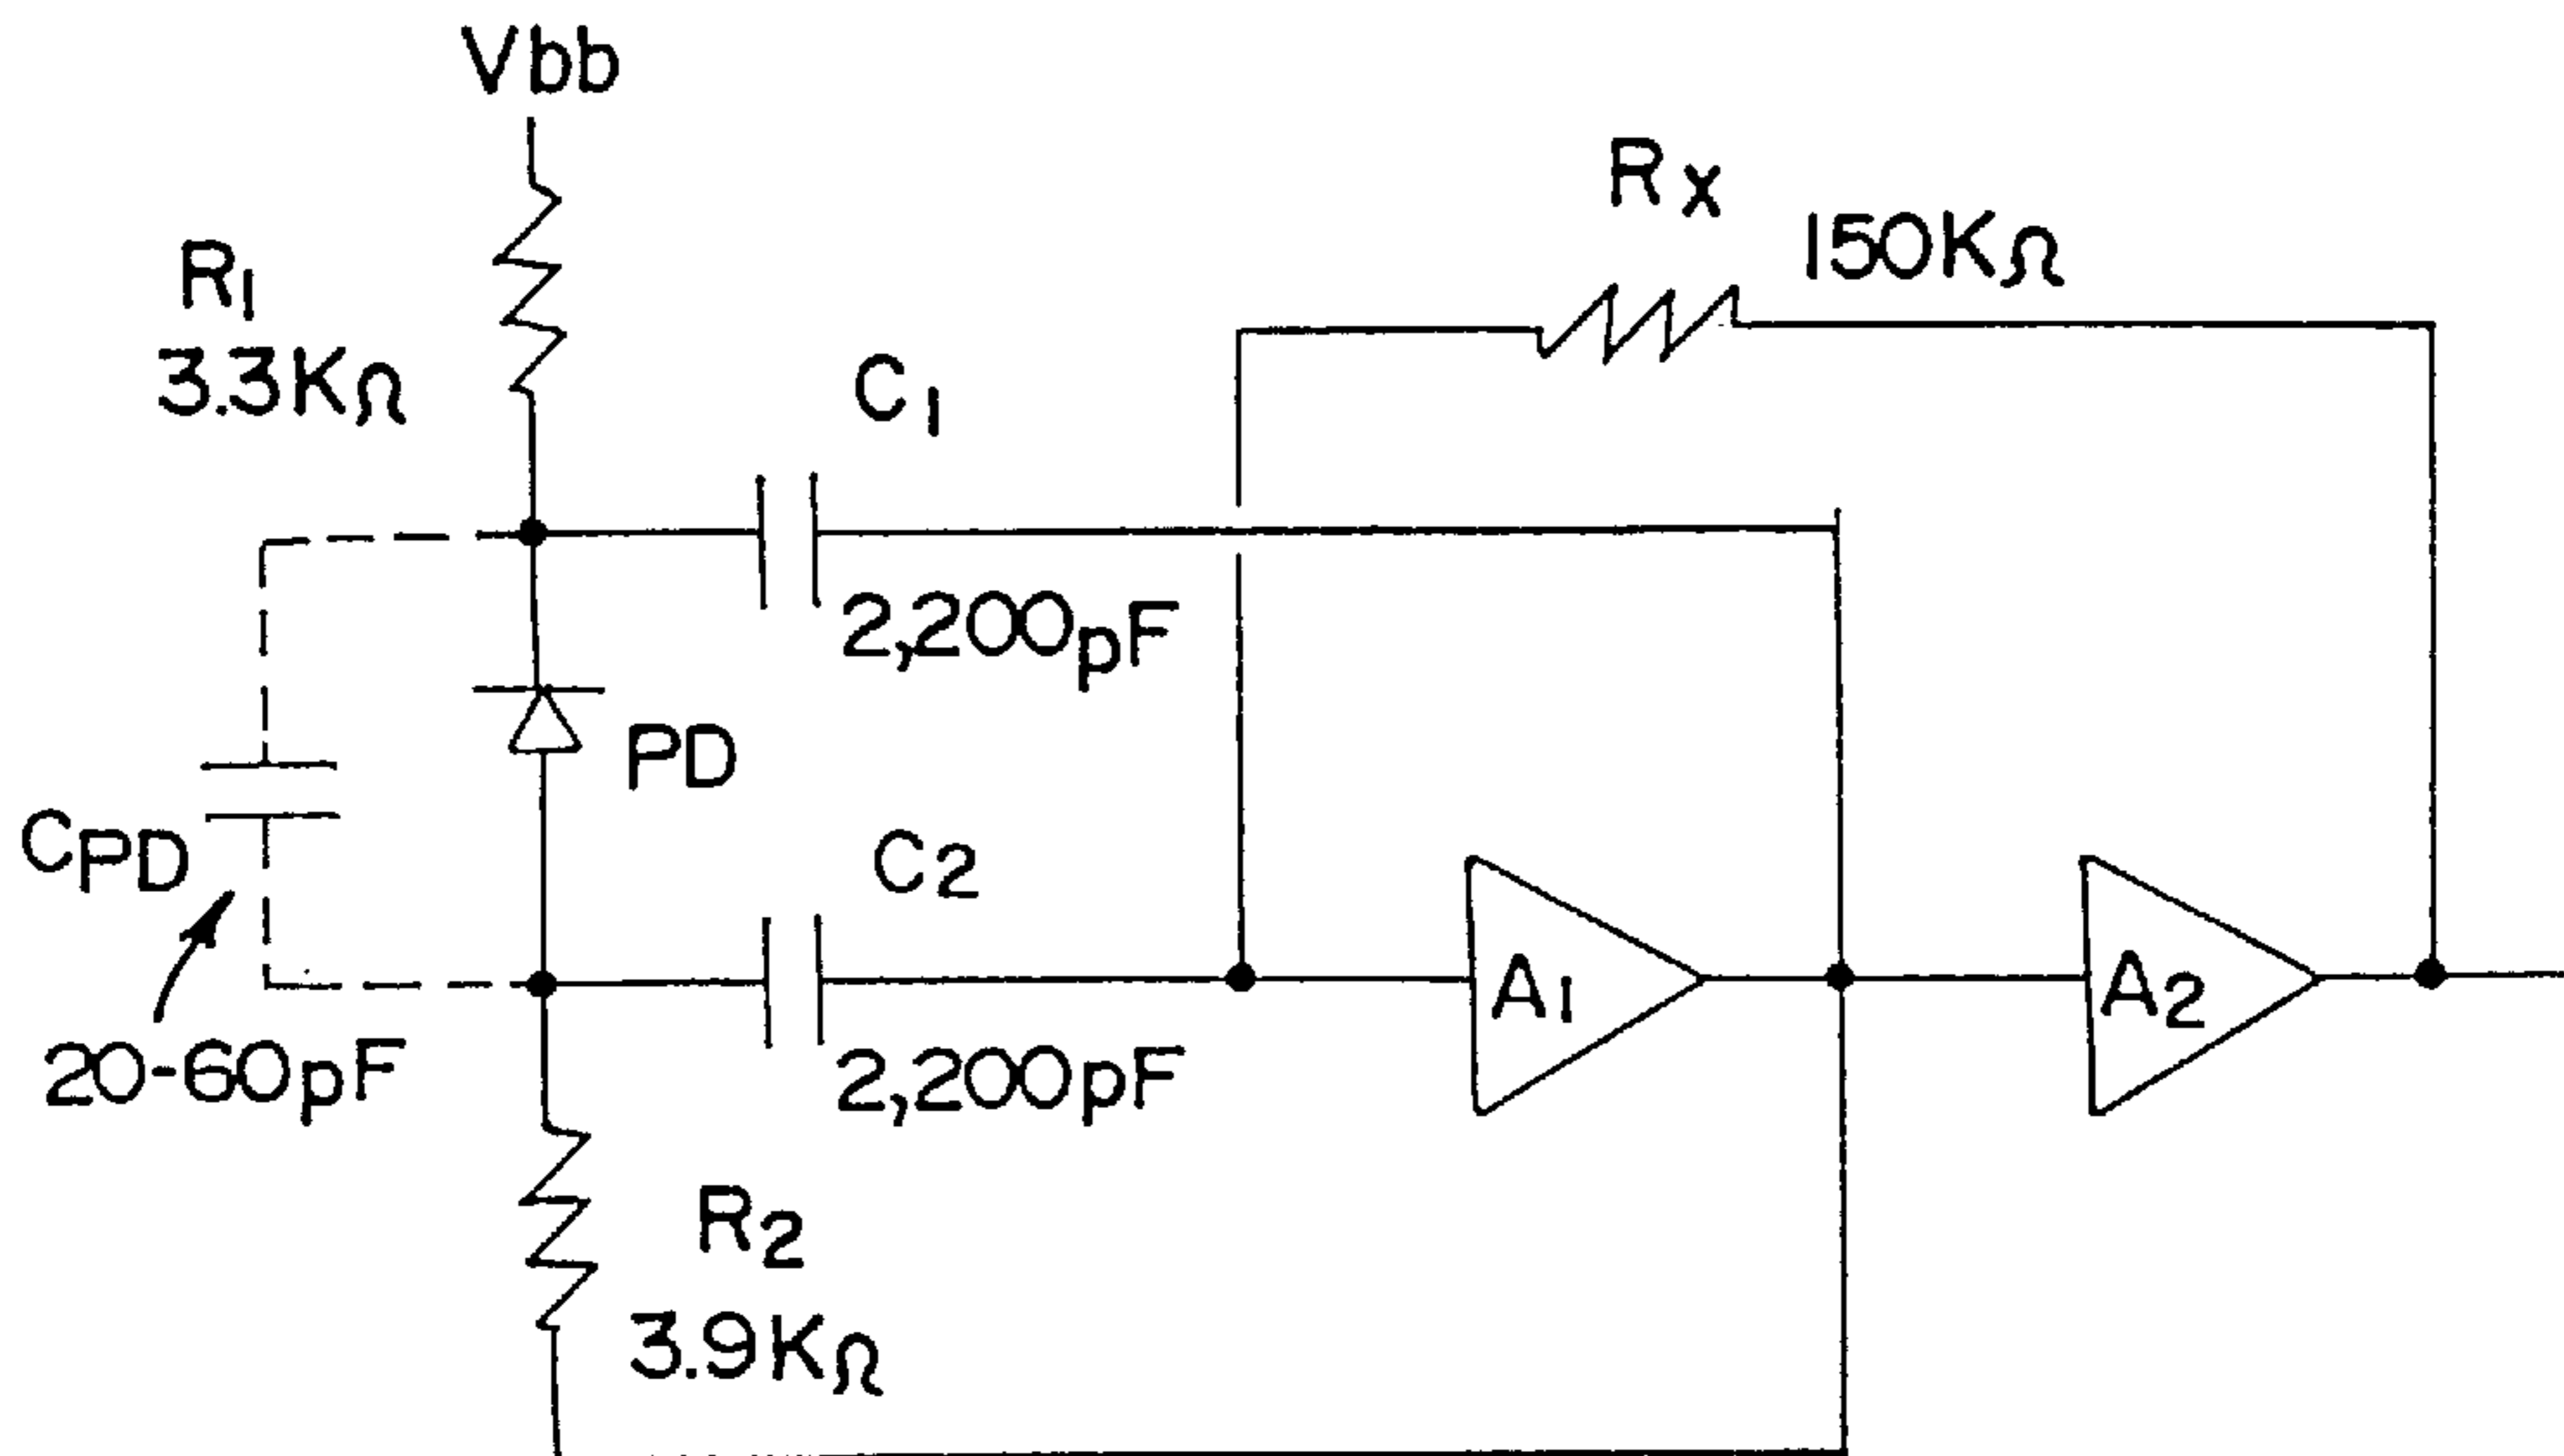 Vbb
R1
3.3KΩ
C1
2,200pF
RX
150KΩ
PD
CPD
20-60pF
C2
2,200pF
A1
A2
R2
3.9KΩ